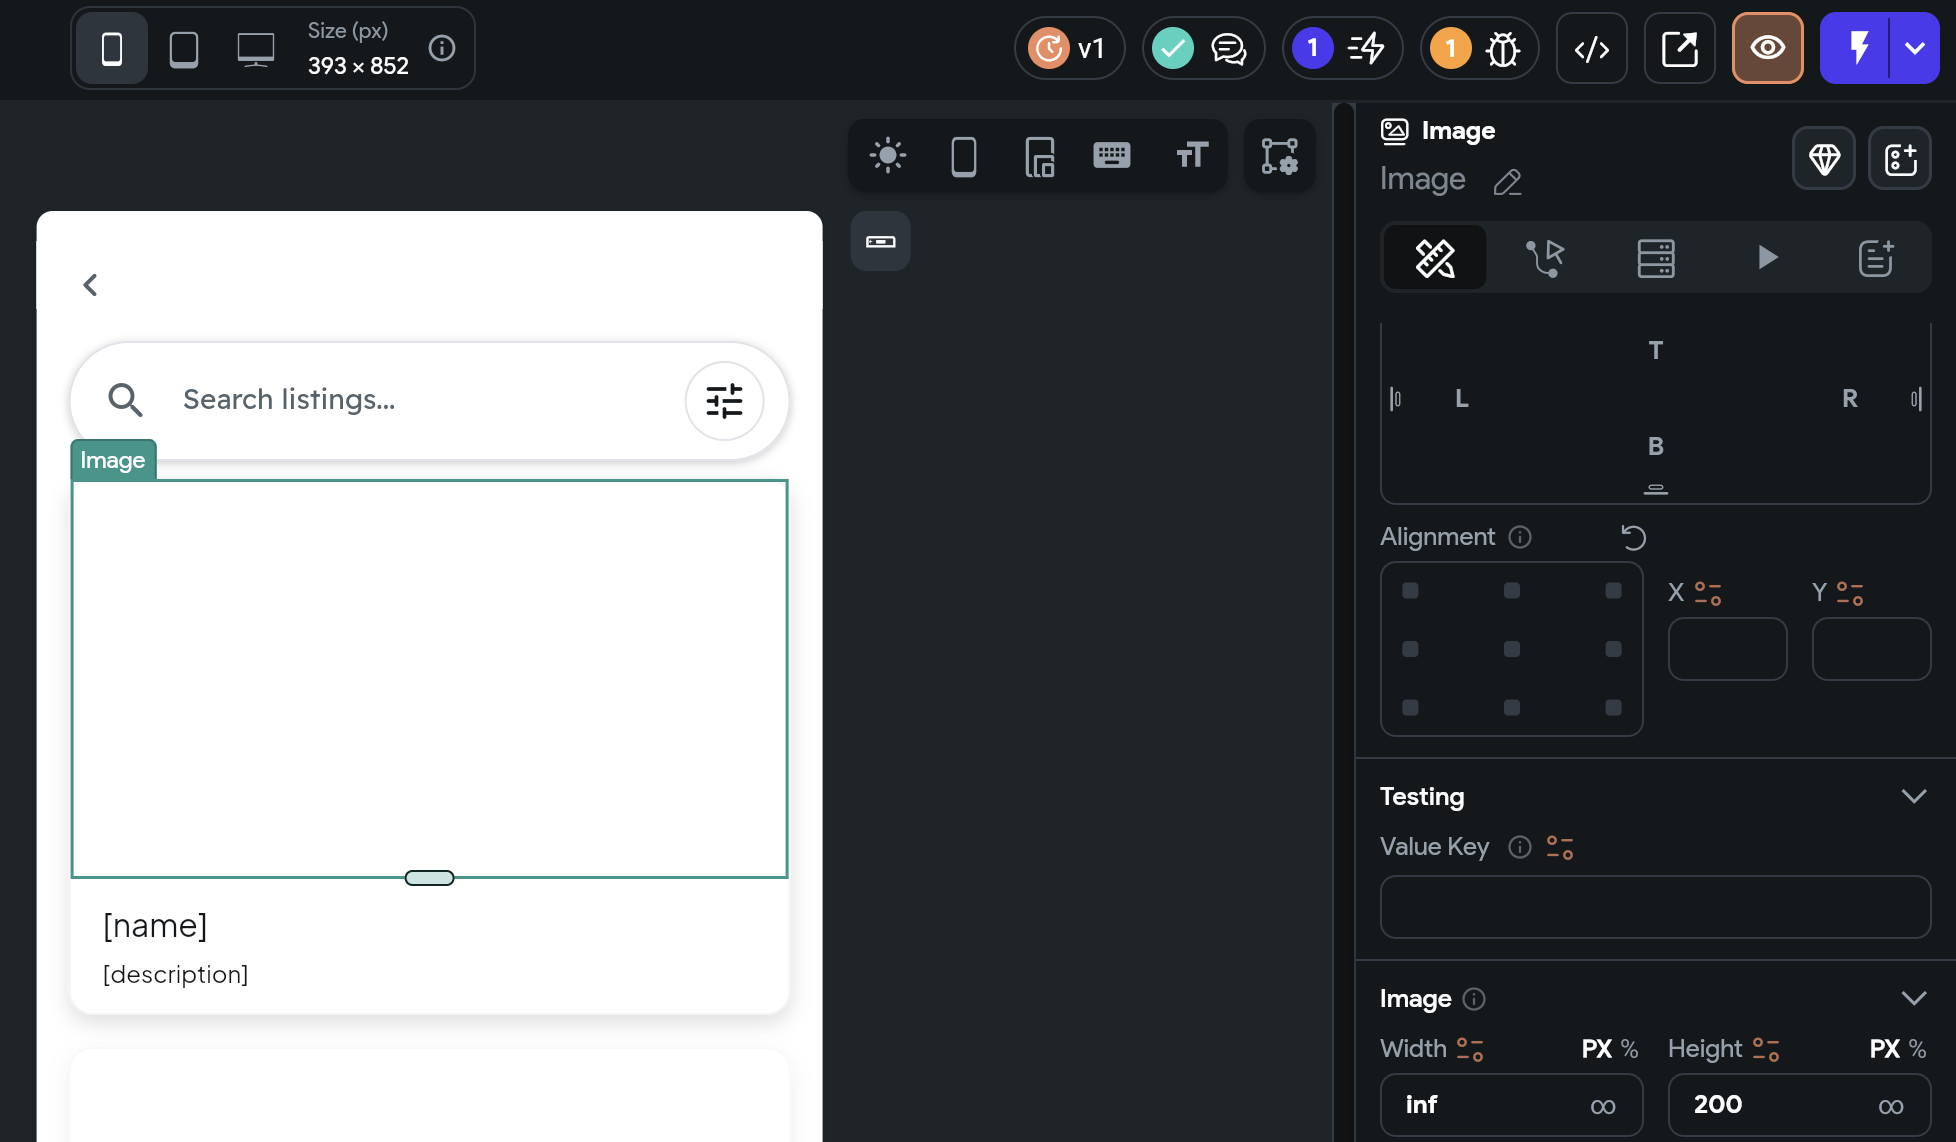 Size (px)
393 × 852
v1
1
1
Image
Image
Search listings...
Image
[name]
[description]
T
L
R
B
Alignment
X
Y
Testing
Value Key
Image
Width
PX %
Height
PX %
inf
∞
200
∞